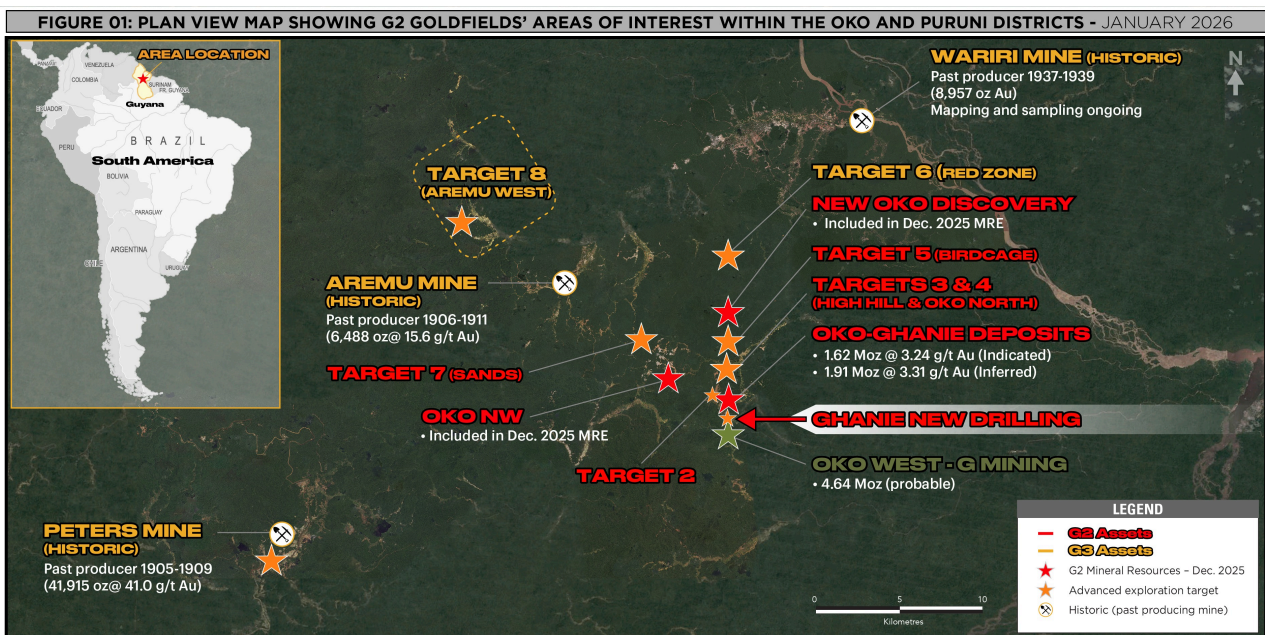 FIGURE 01: PLAN VIEW MAP SHOWING G2 GOLDFIELDS' AREAS OF INTEREST WITHIN THE OKO AND PURUNI DISTRICTS - JANUARY 2026
AREA LOCATION
PANAMA
VENEZUELA
COLOMBIA
SURINAM
FR. GUYANA
Guyana
ECUADOR
BRAZIL
PERU
South America
BOLIVIA
PARAGUAY
ARGENTINA
CHILE
URUGUAY
WARIRI MINE (HISTORIC)
Past producer 1937-1939
(8,957 oz Au)
Mapping and sampling ongoing
N
TARGET 8
(AREMU WEST)
TARGET 6 (RED ZONE)
NEW OKO DISCOVERY
• Included in Dec. 2025 MRE
TARGET 5 (BIRDCAGE)
TARGETS 3 & 4
(HIGH HILL & OKO NORTH)
OKO-GHANIE DEPOSITS
• 1.62 Moz @ 3.24 g/t Au (Indicated)
• 1.91 Moz @ 3.31 g/t Au (Inferred)
GHANIE NEW DRILLING
OKO WEST - G MINING
• 4.64 Moz (probable)
AREMU MINE
(HISTORIC)
Past producer 1906-1911
(6,488 oz@ 15.6 g/t Au)
TARGET 7 (SANDS)
OKO NW
• Included in Dec. 2025 MRE
TARGET 2
PETERS MINE
(HISTORIC)
Past producer 1905-1909
(41,915 oz@ 41.0 g/t Au)
0 5 10
Kilometres
LEGEND
G2 Assets
G3 Assets
G2 Mineral Resources – Dec. 2025
Advanced exploration target
Historic (past producing mine)